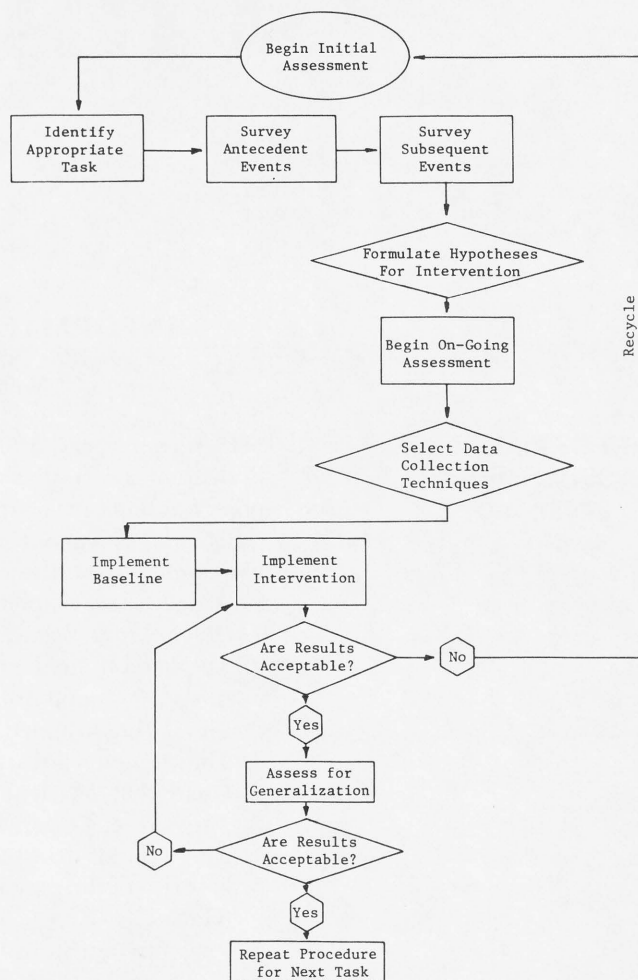 Begin Initial
Assessment
Identify
Appropriate
Task
Survey
Antecedent
Events
Survey
Subsequent
Events
Formulate Hypotheses
For Intervention
Recycle
Begin On-Going
Assessment
Select Data
Collection
Techniques
Implement
Baseline
Implement
Intervention
Are Results
Acceptable?
No
Yes
Assess for
Generalization
Are Results
Acceptable?
No
Yes
Repeat Procedure
for Next Task